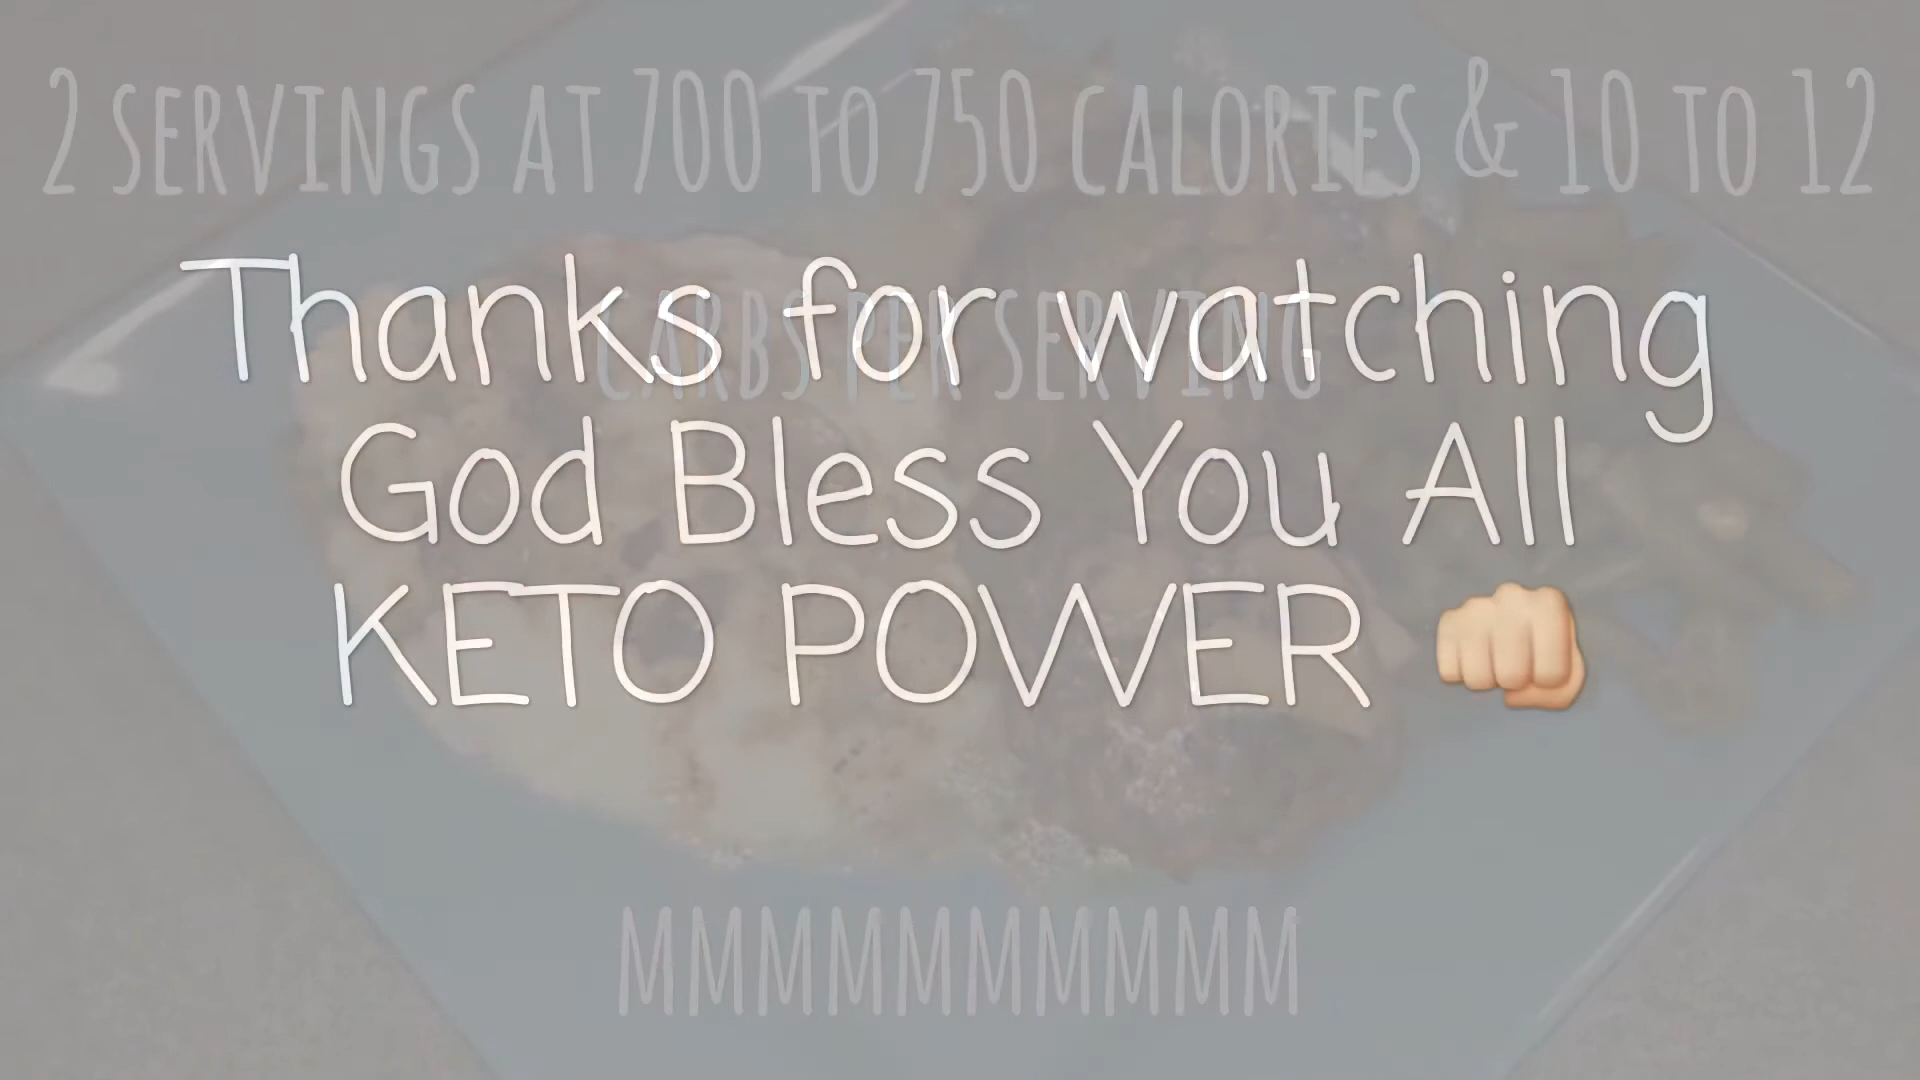 2 SERVINGS AT 700 TO 750 CALORIES & 10 TO 12
CARBS PER SERVING
Thanks for watching
God Bless You All
KETO POWER 👊🏼
MMMMMMMMMM